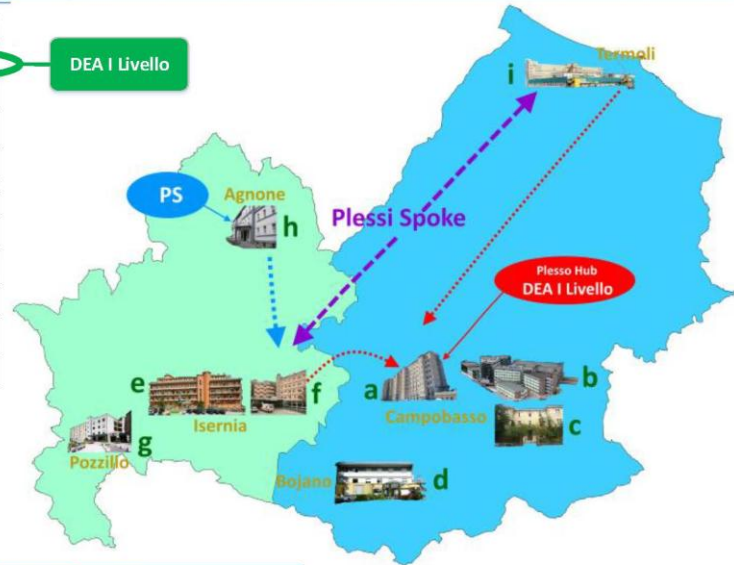 DEA I Livello
Termoli
i
PS
Agnone
h
Plessi Spoke
Plesso Hub
DEA I Livello
e
f
a
b
Isernia
Campobasso
c
g
Pozzillo
Bojano
d